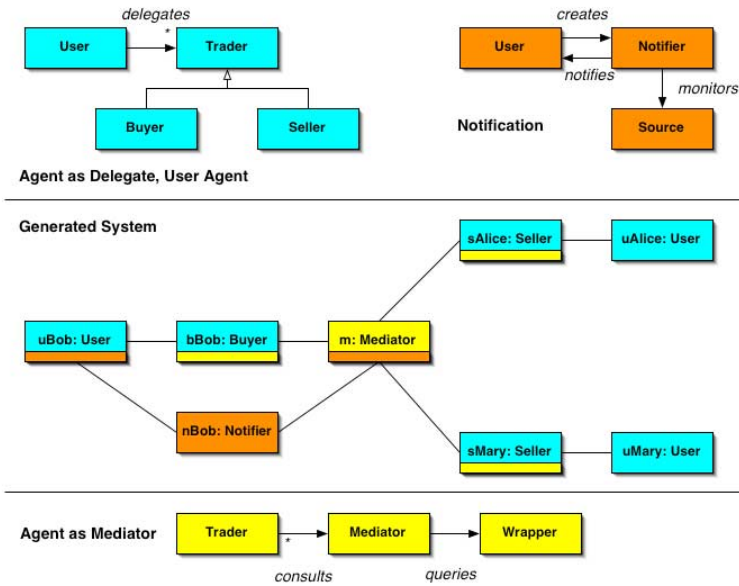 delegates
creates
User
*
Trader
User
Notifier
notifies
monitors
Buyer
Seller
Notification
Source
Agent as Delegate, User Agent
Generated System
sAlice: Seller
uAlice: User
uBob: User
bBob: Buyer
m: Mediator
nBob: Notifier
sMary: Seller
uMary: User
Agent as Mediator
Trader
*
Mediator
Wrapper
consults
queries